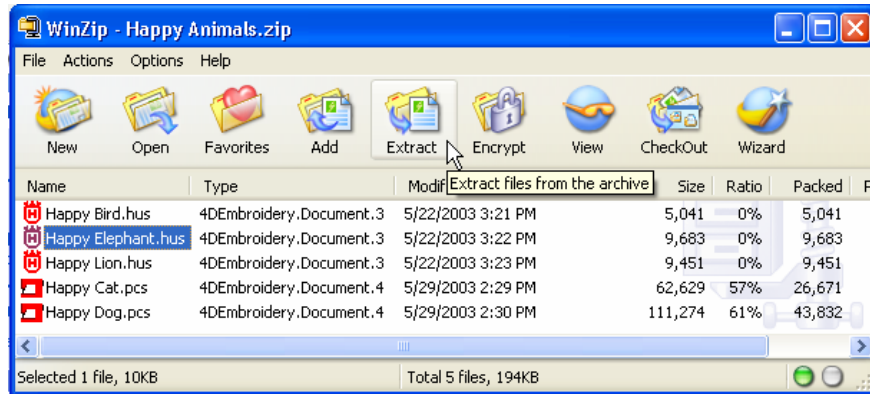 WinZip - Happy Animals.zip
File Actions Options Help
New Open Favorites Add Extract Encrypt View CheckOut Wizard
Extract files from the archive
Name Type Modif Size Ratio Packed
Happy Bird.hus 4DEmbroidery.Document.3 5/22/2003 3:21 PM 5,041 0% 5,041
Happy Elephant.hus 4DEmbroidery.Document.3 5/22/2003 3:22 PM 9,683 0% 9,683
Happy Lion.hus 4DEmbroidery.Document.3 5/22/2003 3:23 PM 9,451 0% 9,451
Happy Cat.pcs 4DEmbroidery.Document.4 5/29/2003 2:29 PM 62,629 57% 26,671
Happy Dog.pcs 4DEmbroidery.Document.4 5/29/2003 2:30 PM 111,274 61% 43,832
Selected 1 file, 10KB Total 5 files, 194KB